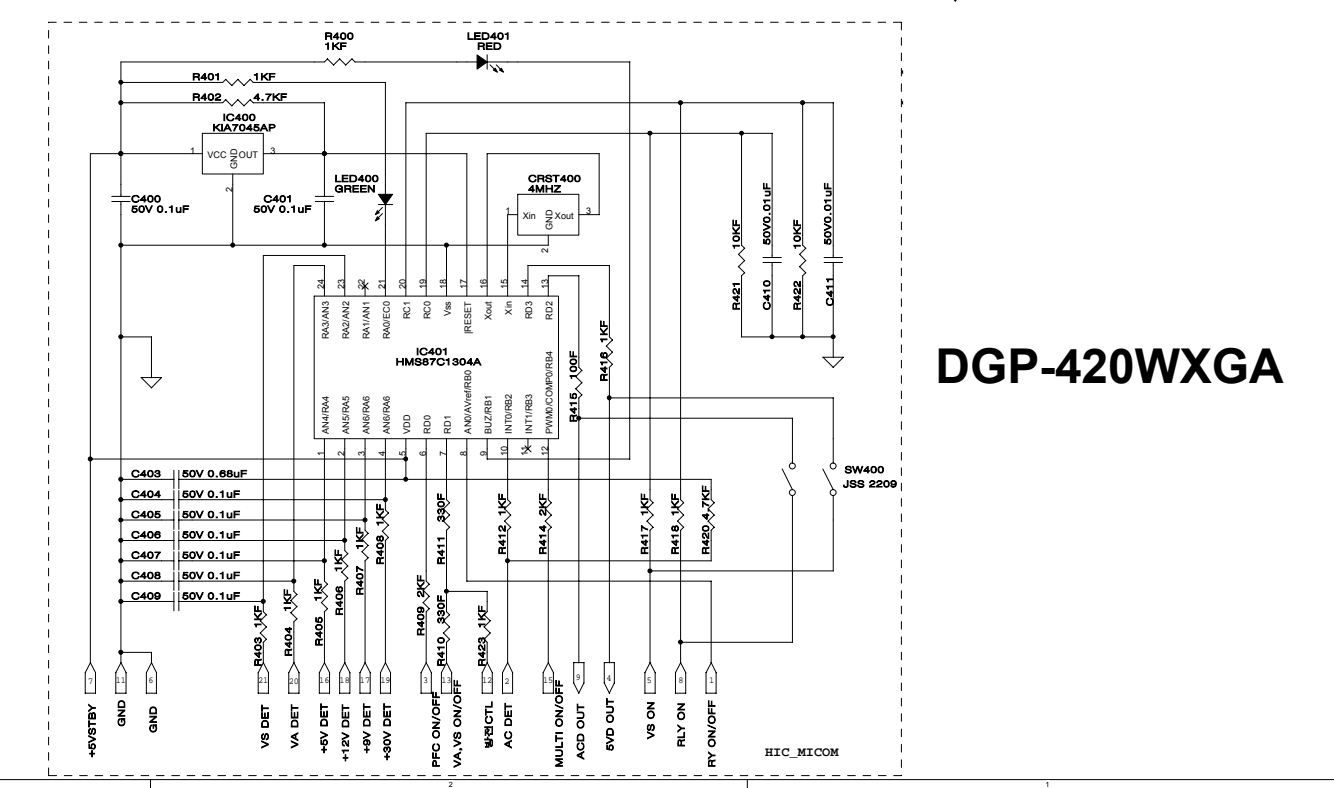 R400
1KF
LED401
RED
R401 1KF
R402 4.7KF
IC400
KIA7045AP
1 VCC GND OUT 3
2
C400
50V 0.1uF
C401
50V 0.1uF
LED400
GREEN
CRST400
4MHZ
1 Xin GND Xout 3
2
R421 10KF
C410 50V0.01uF
R422 10KF
C411 50V0.01uF
24 23 22 21 20 19 18 17 16 15 14 13
RA3/AN3
RA2/AN2
RA1/AN1
RA0/EC0
RC1
RC0
Vss
|RESET
Xout
Xin
RD3
RD2
IC401
HMS87C1304A
AN4/RA4
AN5/RA5
AN6/RA6
AN6/RA6
VDD
RD0
RD1
AN0/AVref/RB0
BUZ/RB1
INT0/RB2
INT1/RB3
PWM0/COMP0/RB4
1 2 3 4 5 6 7 8 9 10 11 12
R415 100F
R416 1KF
DGP-420WXGA
SW400
JSS 2209
C403 50V 0.68uF
C404 50V 0.1uF
C405 50V 0.1uF
C406 50V 0.1uF
C407 50V 0.1uF
C408 50V 0.1uF
C409 50V 0.1uF
R403 1KF
R404 1KF
R405 1KF
R406 1KF
R407 1KF
R408 1KF
R409 2KF
R411 330F
R410 330F
R423 1KF
R412 1KF
R414 2KF
R417 1KF
R418 1KF
R420 4.7KF
7 11 6 21 20 16 18 17 19 3 13 12 2 15 9 4 5 8 1
+5VSTBY
GND
GND
VS DET
VA DET
+5V DET
+12V DET
+9V DET
+30V DET
PFC ON/OFF
VA,VS ON/OFF
CTL
AC DET
MULTI ON/OFF
ACD OUT
5VD OUT
VS ON
RLY ON
RY ON/OFF
HIC_MICOM
2
1